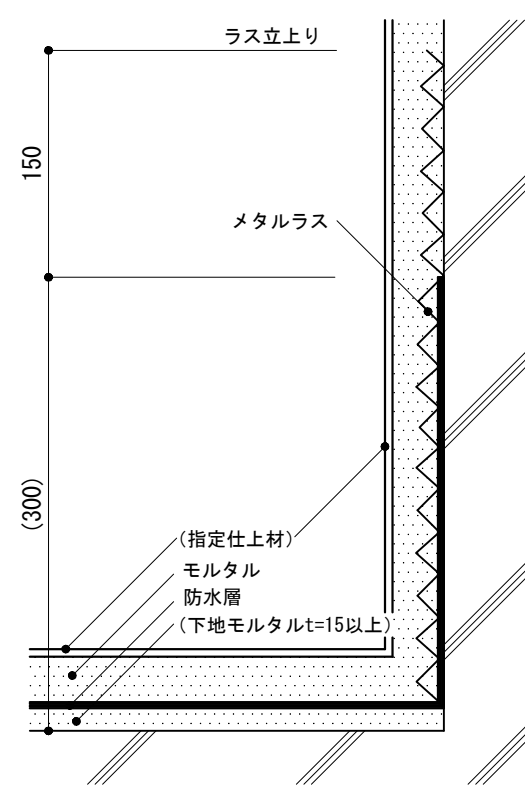 ラス立上り
150
メタルラス
(300)
(指定仕上材)
モルタル
防水層
(下地モルタルt=15以上)